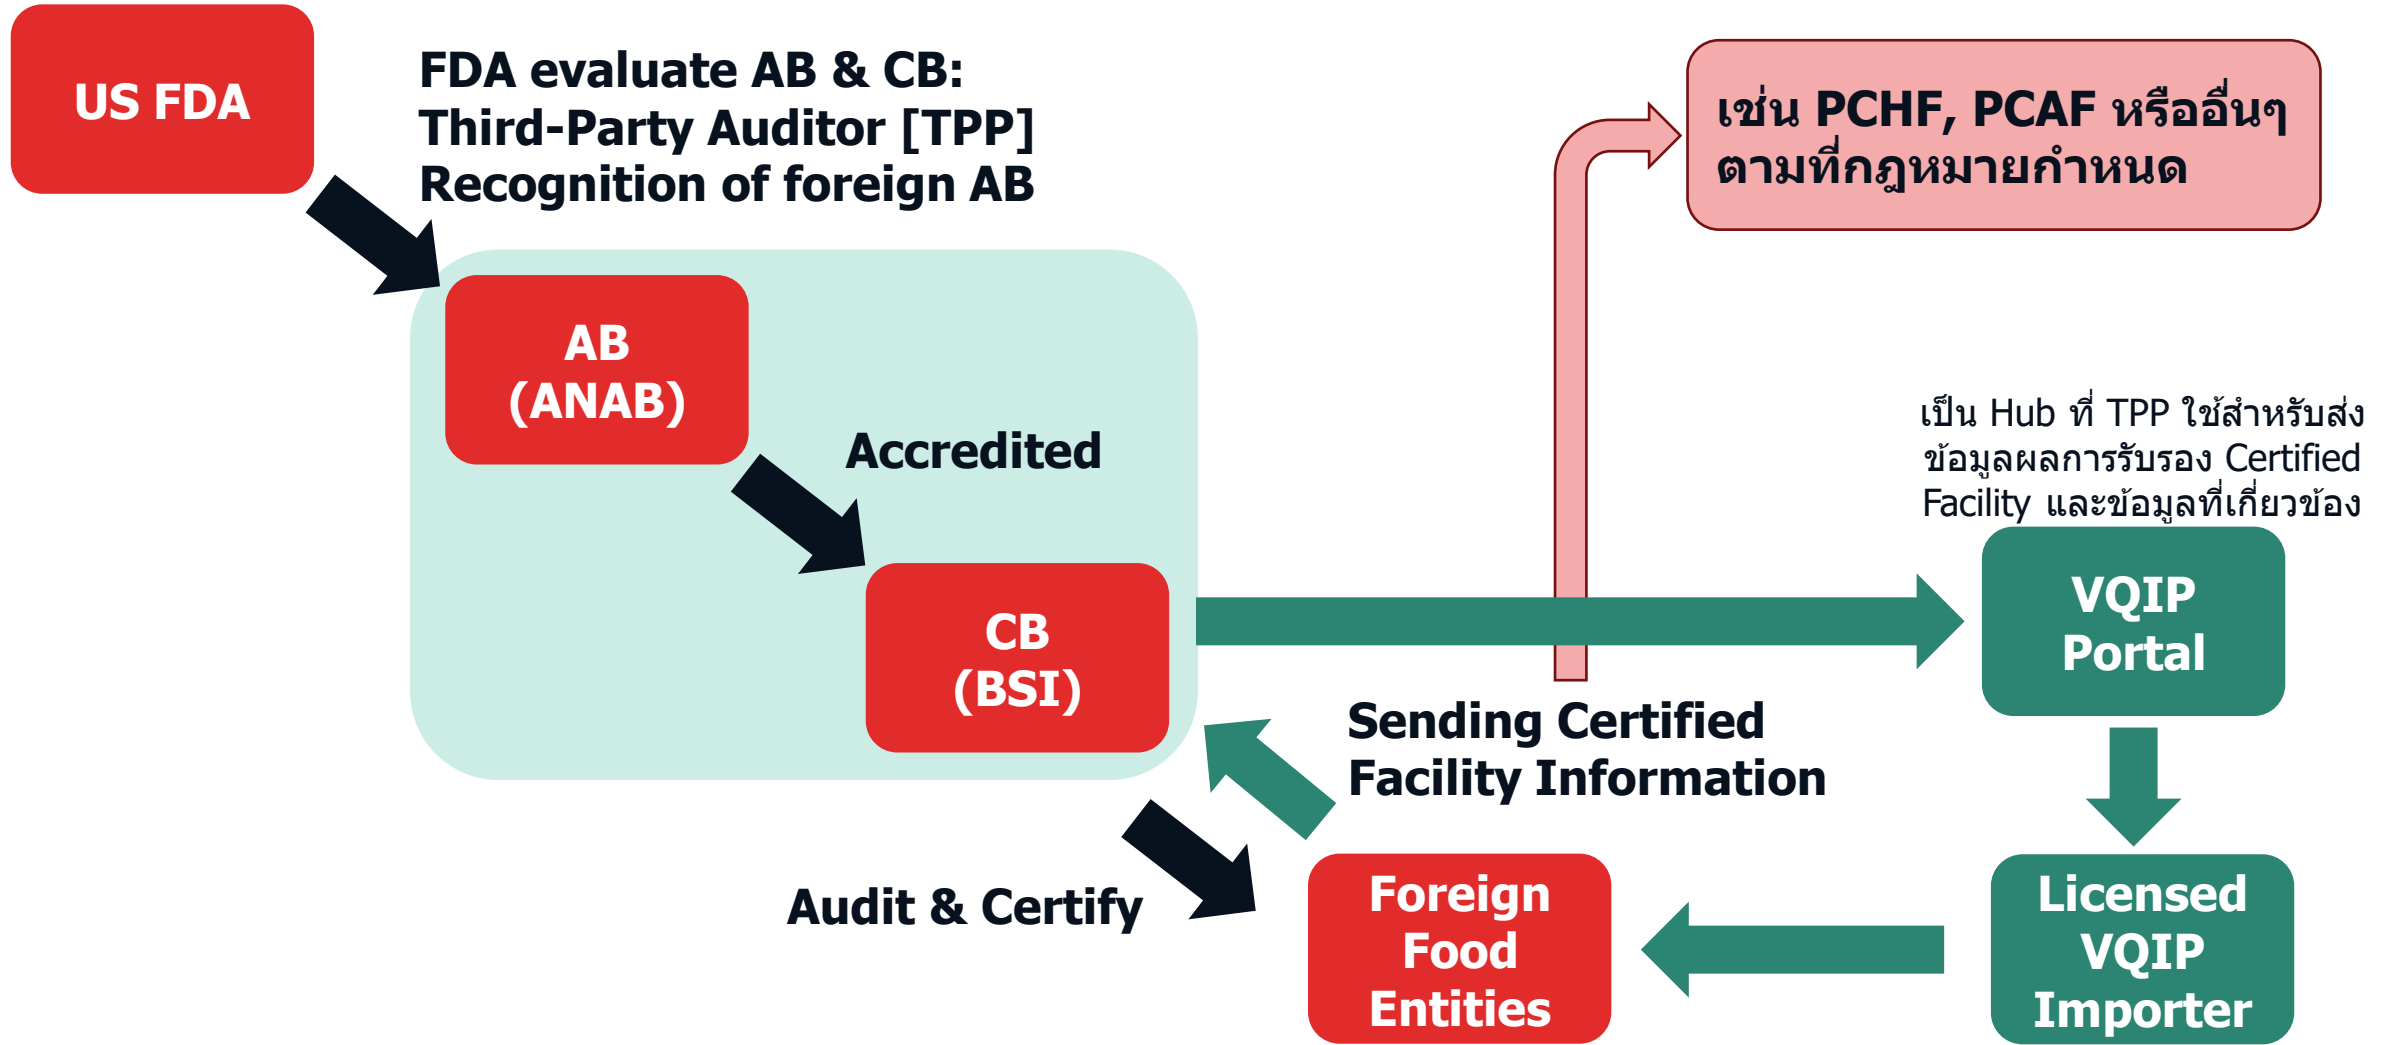 US FDA
FDA evaluate AB & CB:
Third-Party Auditor [TPP]
Recognition of foreign AB
เช่น PCHF, PCAF หรืออื่นๆ
ตามที่กฎหมายกำหนด
AB
(ANAB)
Accredited
เป็น Hub ที่ TPP ใช้สำหรับส่ง
ข้อมูลผลการรับรอง Certified
Facility และข้อมูลที่เกี่ยวข้อง
CB
(BSI)
VQIP
Portal
Sending Certified
Facility Information
Audit & Certify
Foreign
Food
Entities
Licensed
VQIP
Importer